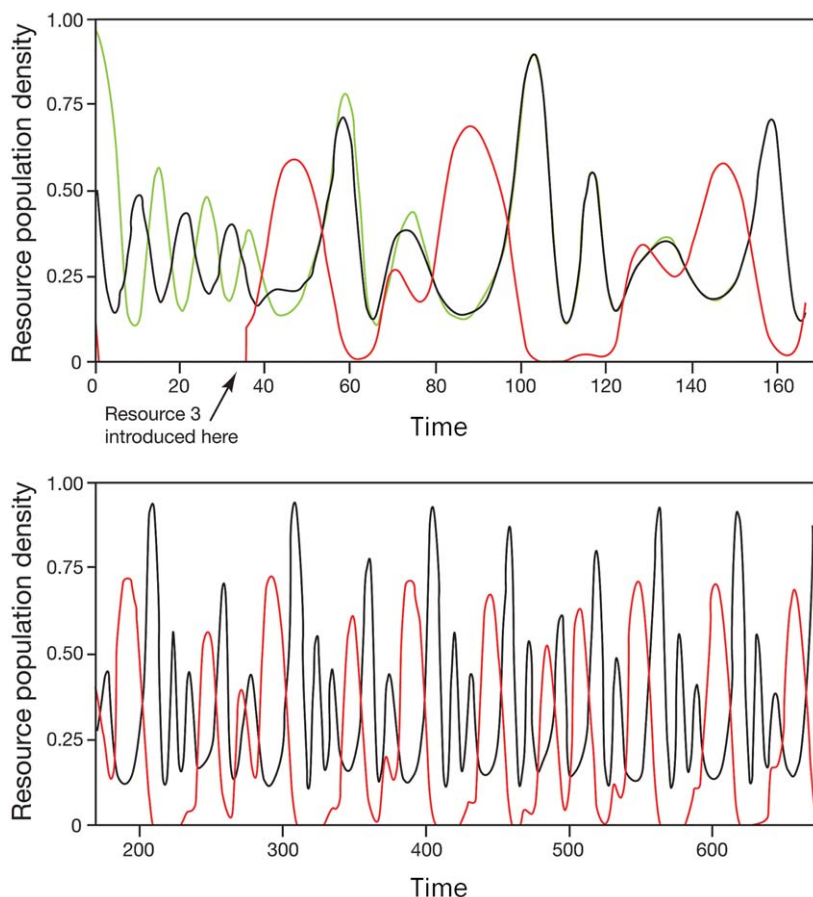 1.00
0.75
0.50
0.25
0
Resource population density
0 20 40 60 80 100 120 140 160
Resource 3
introduced here
Time
1.00
0.75
0.50
0.25
0
Resource population density
200 300 400 500 600
Time